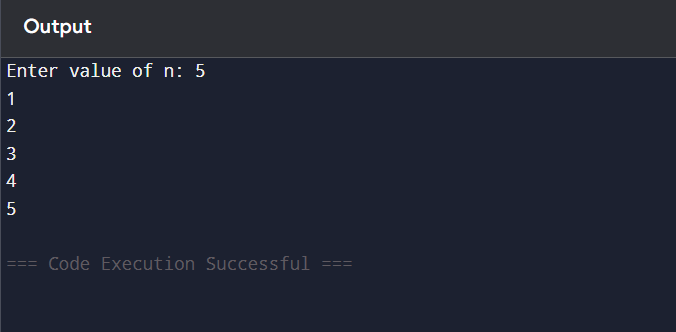 Output
Enter value of n: 5
1
2
3
4
5
=== Code Execution Successful ===